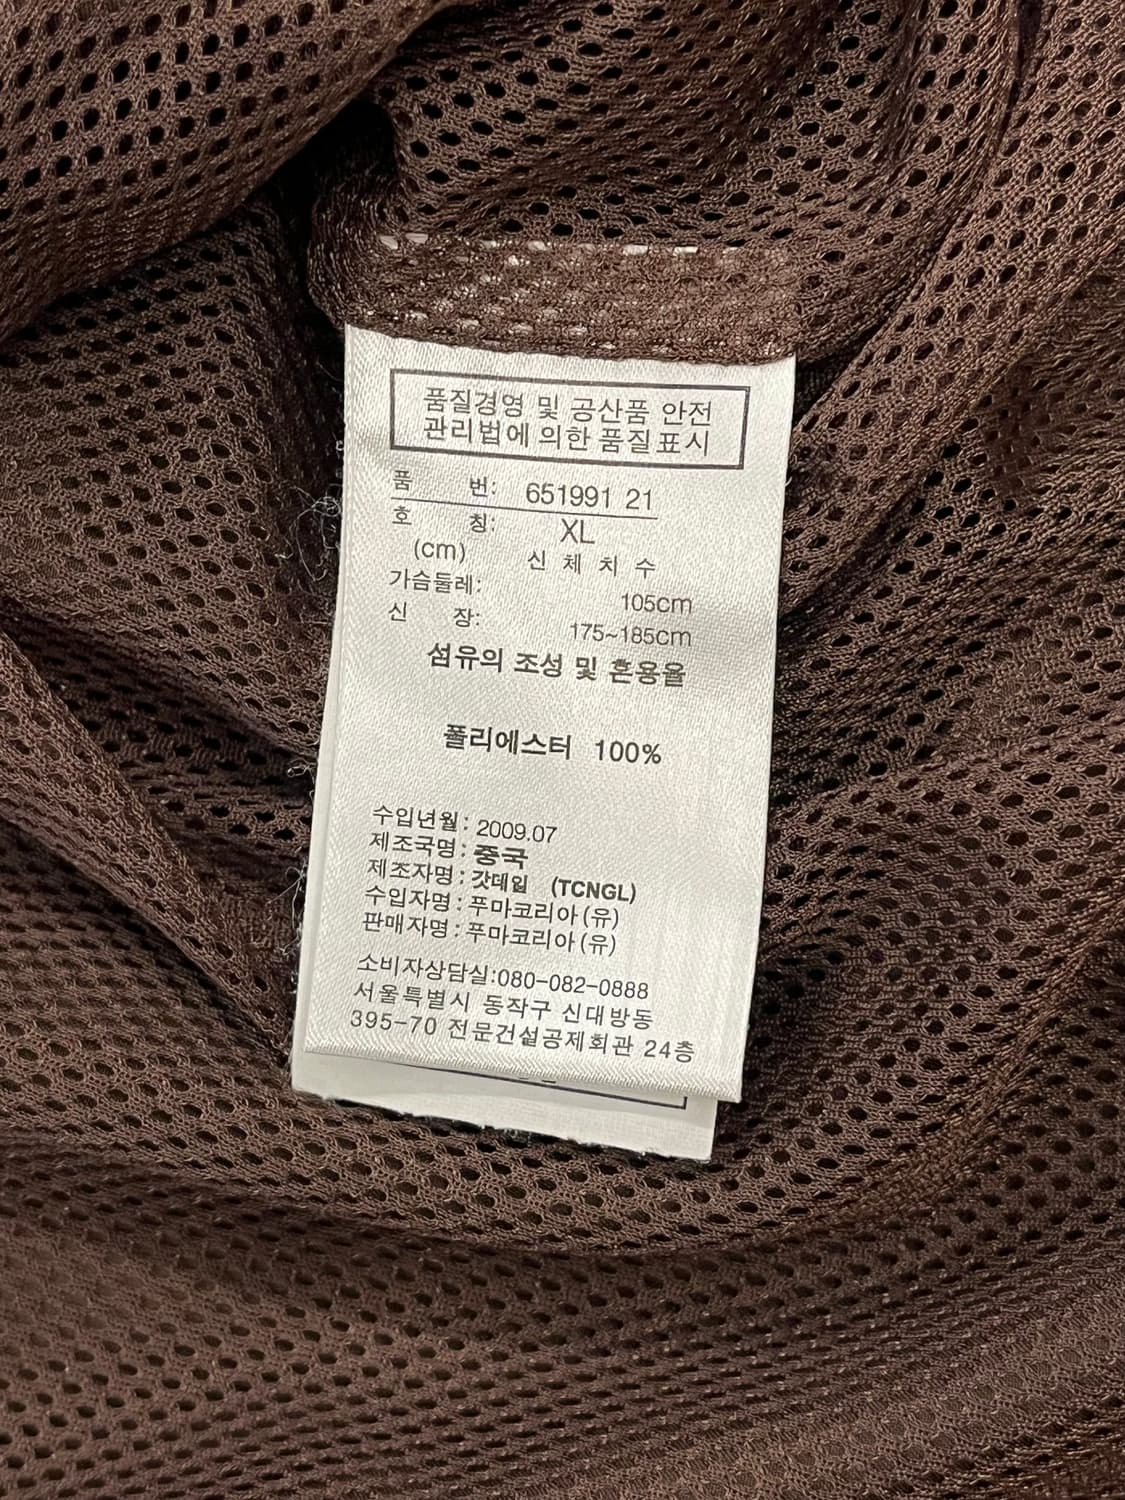 품질경영 및 공산품 안전
관리법에 의한 품질표시
품 번: 651991 21
호 칭: XL
(cm) 신 체 치 수
가슴둘레: 105cm
신 장: 175~185cm
섬유의 조성 및 혼용율
폴리에스터 100%
수입년월: 2009.07
제조국명: 중국
제조자명: 갓데일 (TCNGL)
수입자명: 푸마코리아(유)
판매자명: 푸마코리아(유)
소비자상담실:080-082-0888
서울특별시 동작구 신대방동
395-70 전문건설공제회관 24층